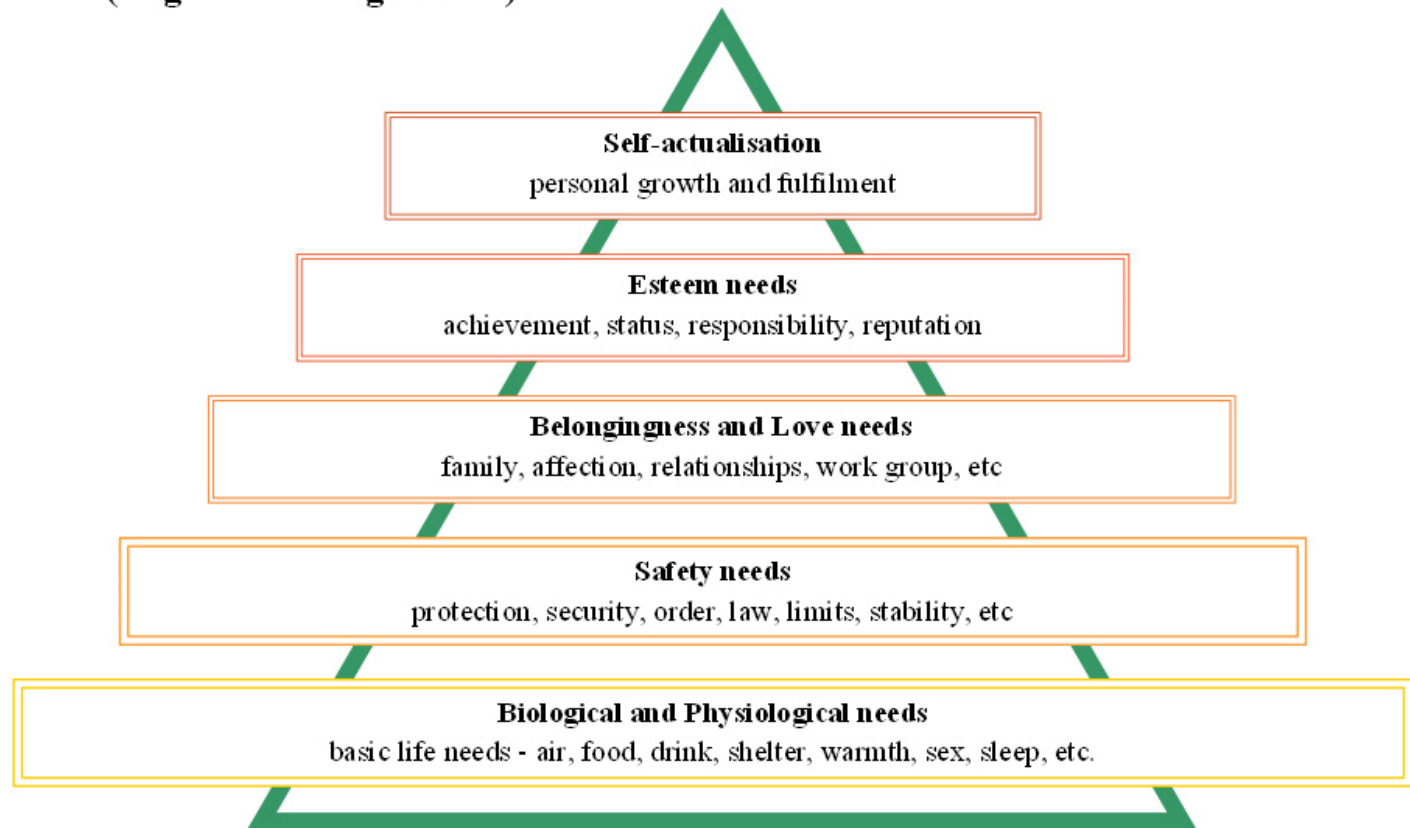 Self-actualisation
personal growth and fulfilment
Esteem needs
achievement, status, responsibility, reputation
Belongingness and Love needs
family, affection, relationships, work group, etc
Safety needs
protection, security, order, law, limits, stability, etc
Biological and Physiological needs
basic life needs - air, food, drink, shelter, warmth, sex, sleep, etc.